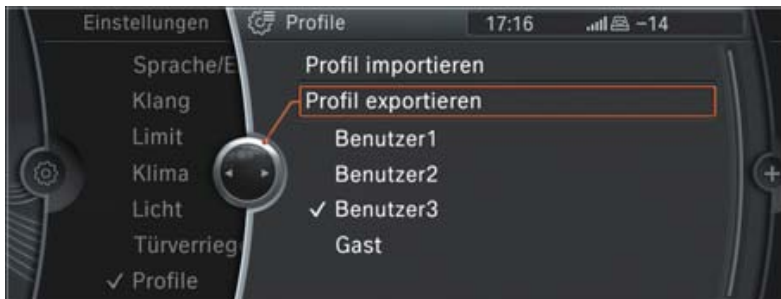 Einstellungen
Profile 17:16 -14
Sprache/E
Klang
Limit
Klima
Licht
Türverrieg
✓ Profile
Profil importieren
Profil exportieren
Benutzer1
Benutzer2
✓ Benutzer3
Gast